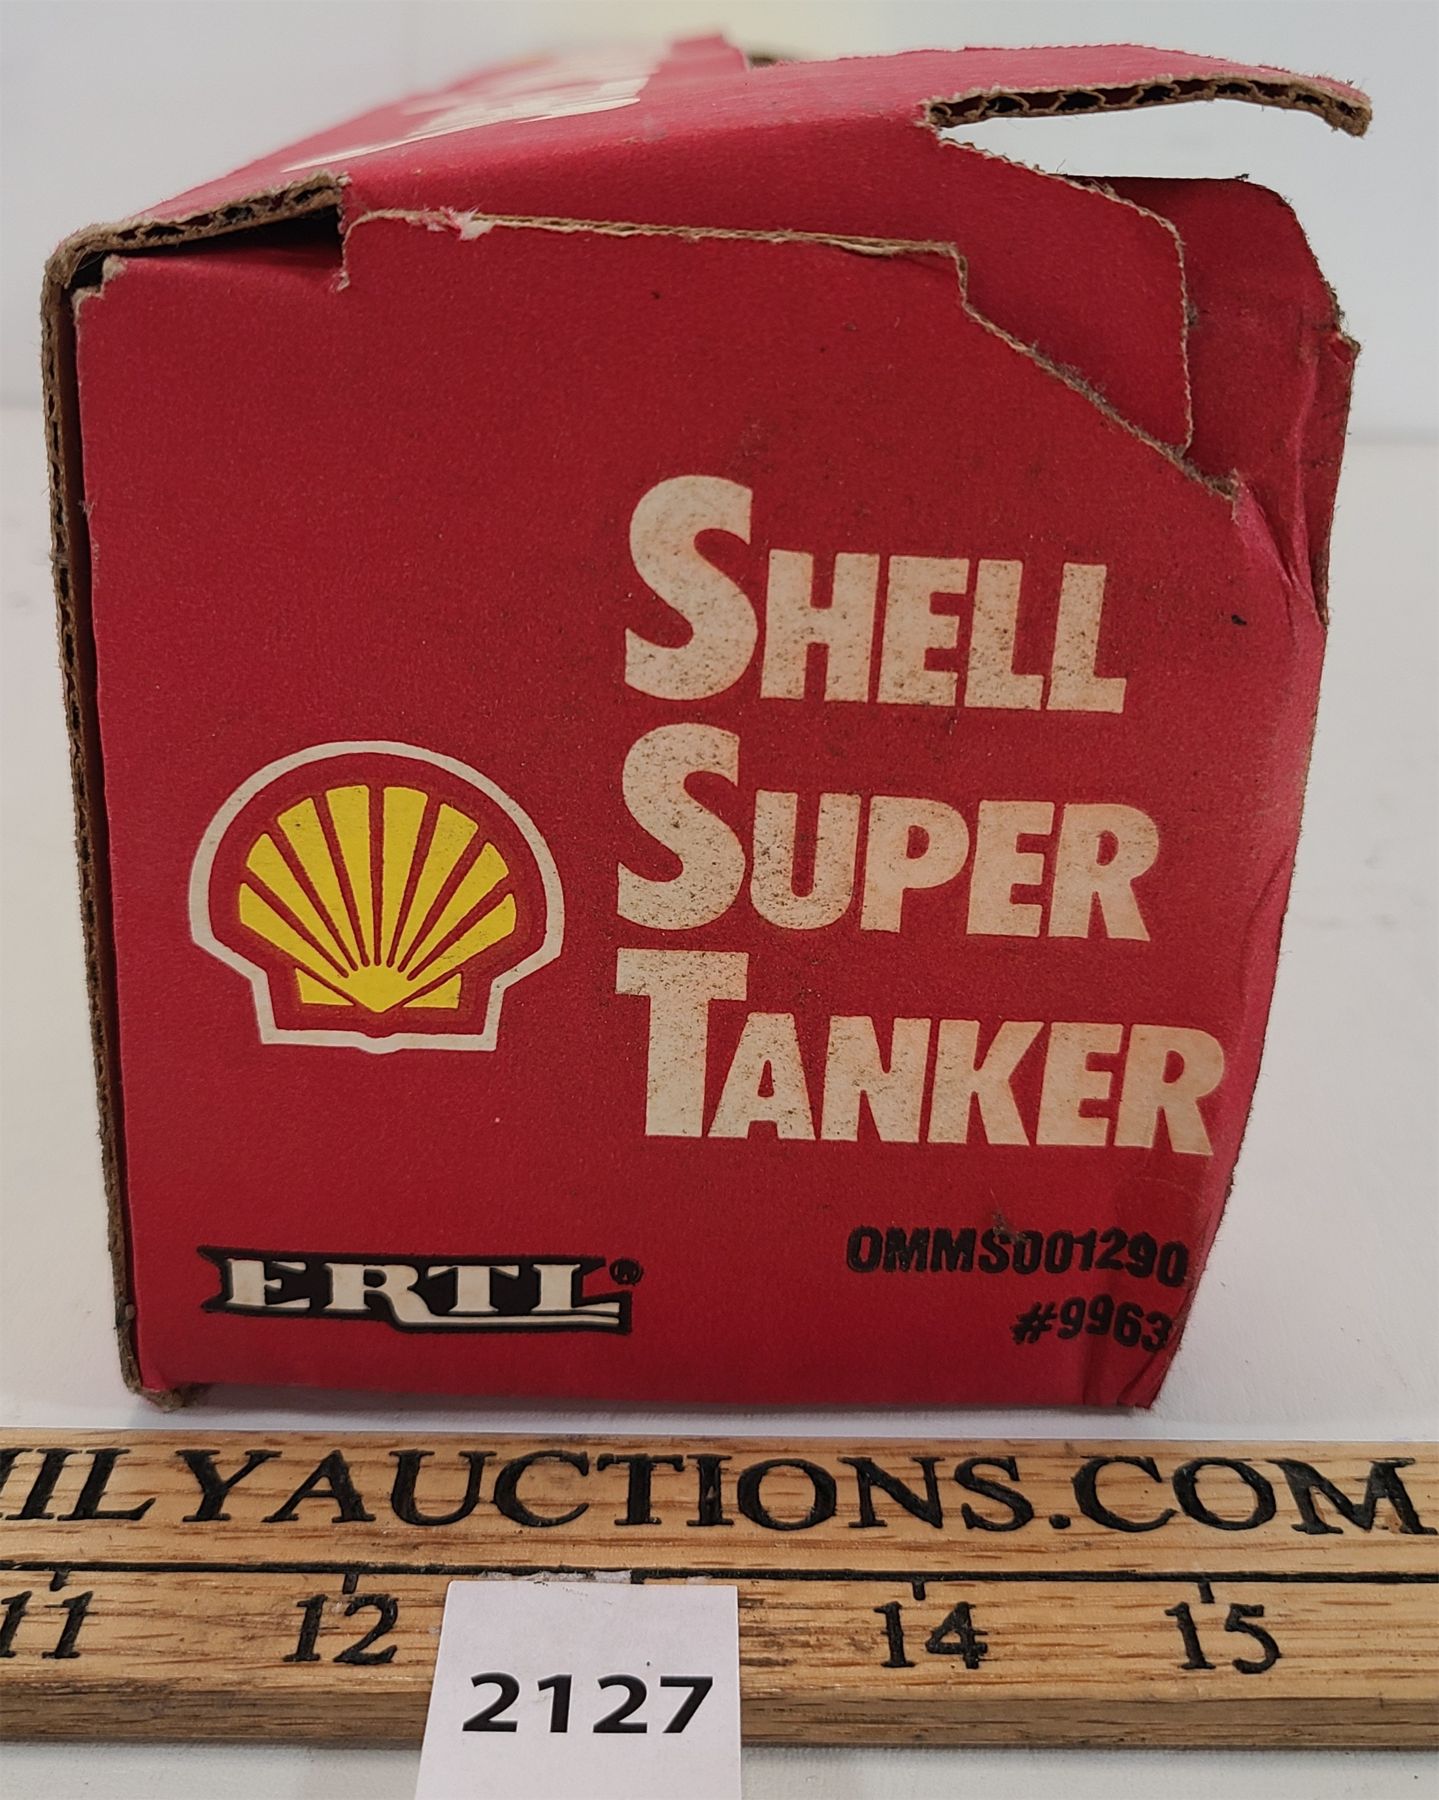 SHELL
SUPER
TANKER
ERTL®
OMMS001290
#9963
ILYAUCTIONS.COM
11 12 14 15
2127